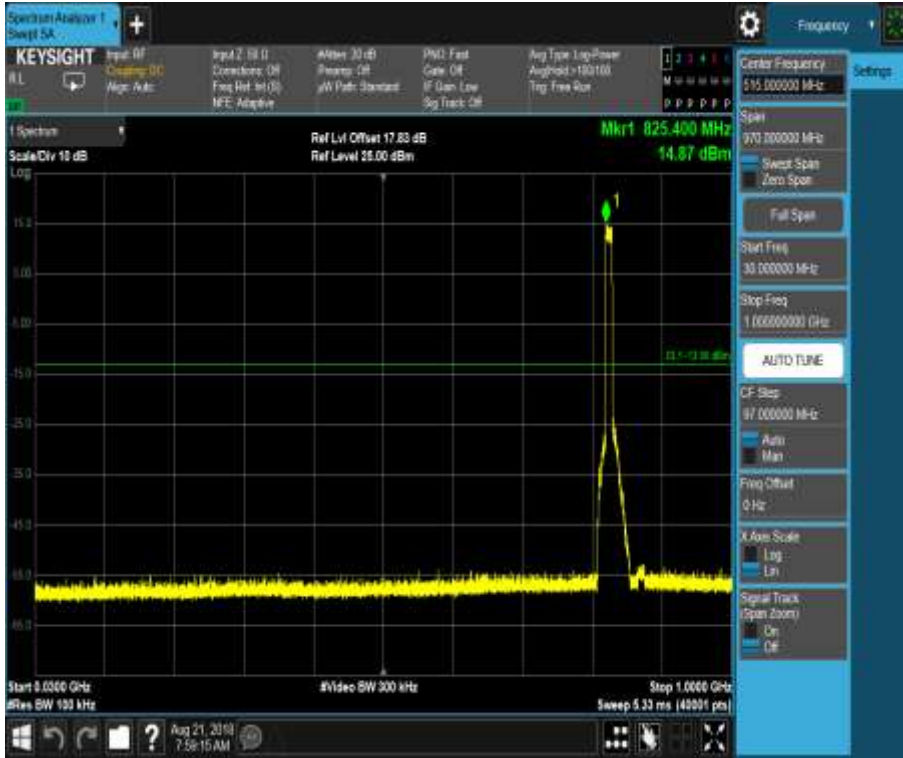 Spectrum Analyzer 1
Swept SA
Frequency
KEYSIGHT
Input: RF
Coupling: DC
Align: Auto
Input Z: 50 Ω
Corrections: Off
Freq Ref: Int (S)
NFE: Adaptive
#Atten: 30 dB
Preamp: Off
µW Path: Standard
PNO: Fast
Gate: Off
IF Gain: Low
Sig Track: Off
Avg Type: Log-Power
Avg|Hold:>100/100
Trig: Free Run
1 2 3 4 5 6
M W W W W W
P P P P P P
Center Frequency
515.000000 MHz
Settings
Span
970.000000 MHz
Swept Span
Zero Span
Full Span
Start Freq
30.000000 MHz
Stop Freq
1.000000000 GHz
AUTO TUNE
CF Step
97.000000 MHz
Auto
Man
Freq Offset
0 Hz
X Axis Scale
Log
Lin
Signal Track
(Span Zoom)
On
Off
1 Spectrum
Scale/Div 10 dB
Log
Ref Lvl Offset 17.83 dB
Ref Level 25.00 dBm
Mkr1 825.400 MHz
14.87 dBm
1
15.0
5.00
-5.00
-15.0
-25.0
-35.0
-45.0
-55.0
-65.0
Start 0.0300 GHz
#Res BW 100 kHz
#Video BW 300 kHz
Stop 1.0000 GHz
Sweep 5.33 ms (40001 pts)
?
Aug 21, 2018
7:59:15 AM